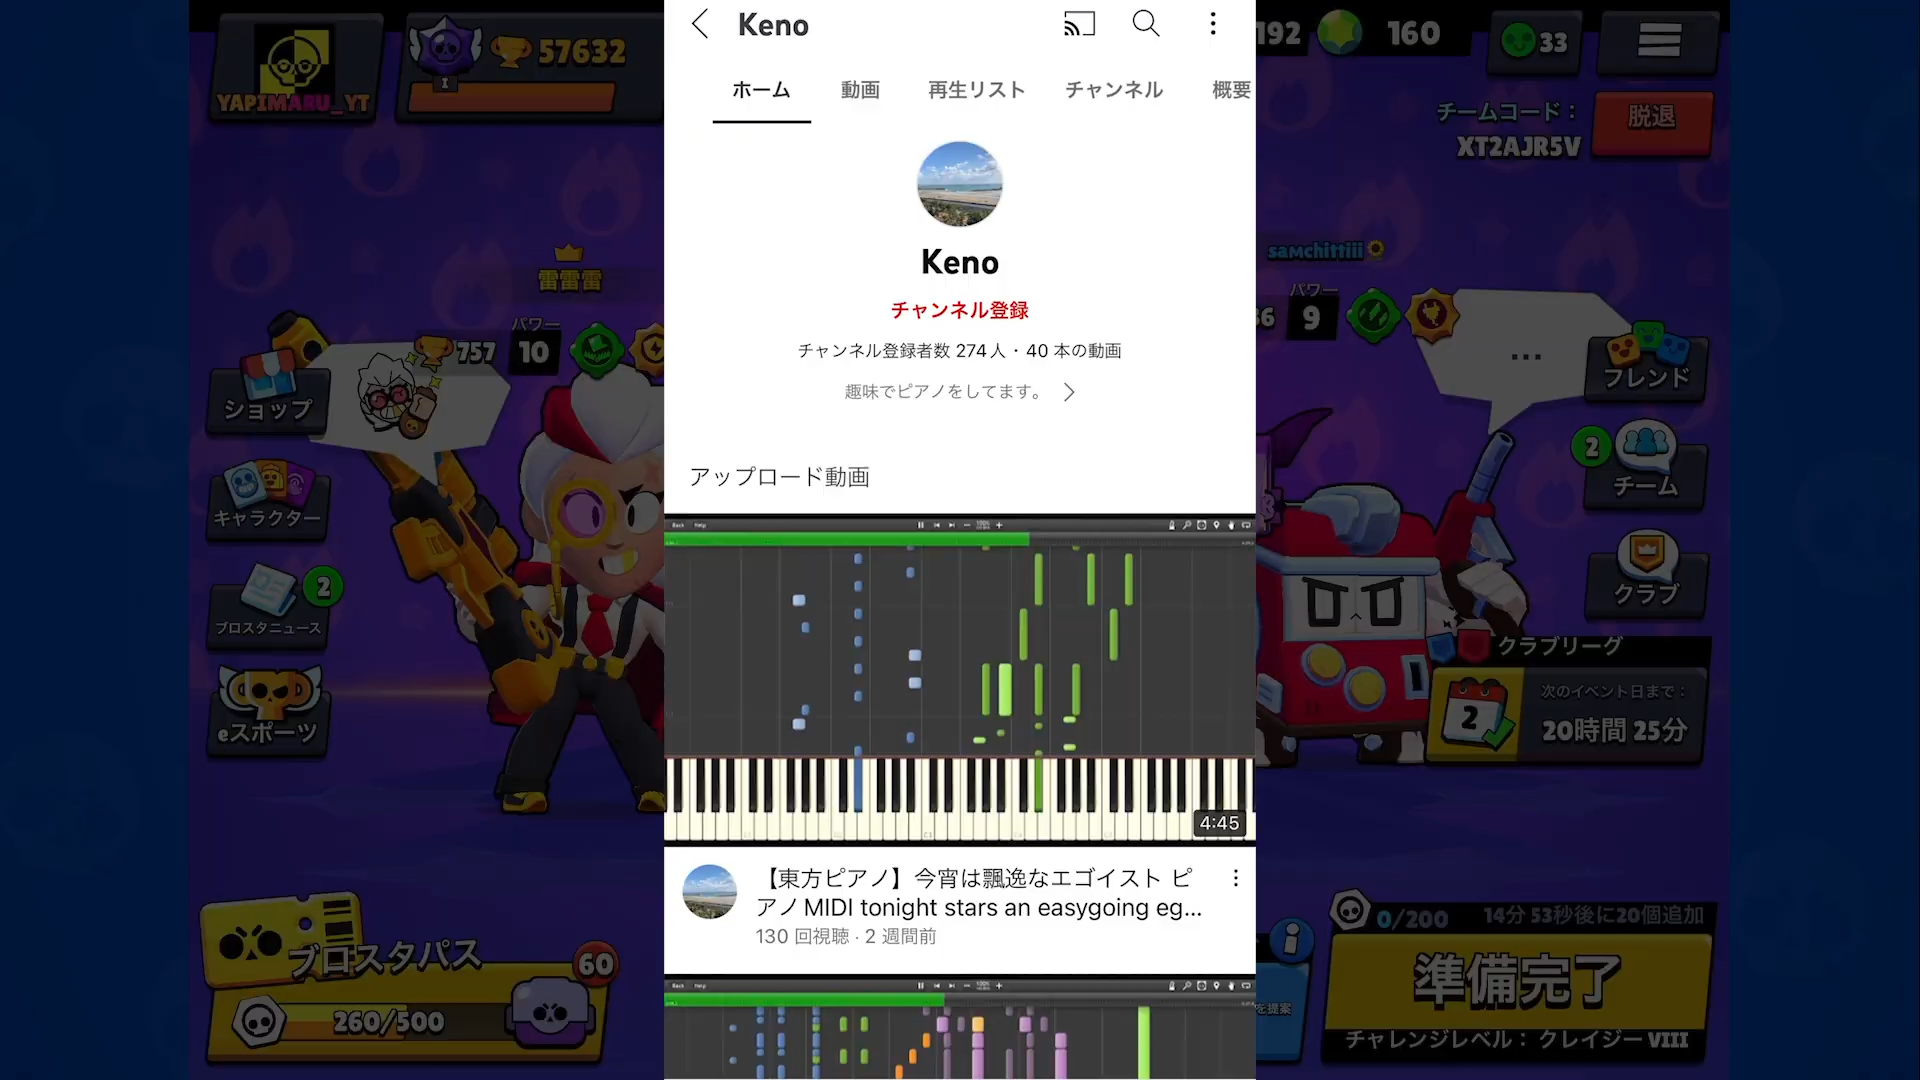 YAPIMARU_YT
57632
I
Keno
192
160
33
ホーム
動画
再生リスト
チャンネル
概要
チームコード：
XT2AJR5V
脱退
Keno
チャンネル登録
チャンネル登録者数 274人・40 本の動画
趣味でピアノをしてます。
アップロード動画
雷雷雷
757
パワー
10
samchittiii
36
パワー
9
...
ショップ
キャラクター
ブロスタニュース
2
eスポーツ
フレンド
2
チーム
クラブ
クラブリーグ
2
次のイベント日まで：
20時間 25分
Back
Help
4:45
【東方ピアノ】今宵は飄逸なエゴイスト ピ
アノ MIDI tonight stars an easygoing eg...
130 回視聴・2 週間前
Back
Help
ブロスタパス
60
260/500
0/200
14分 53秒後に20個追加
準備完了
を提案
チャレンジレベル： クレイジー VIII